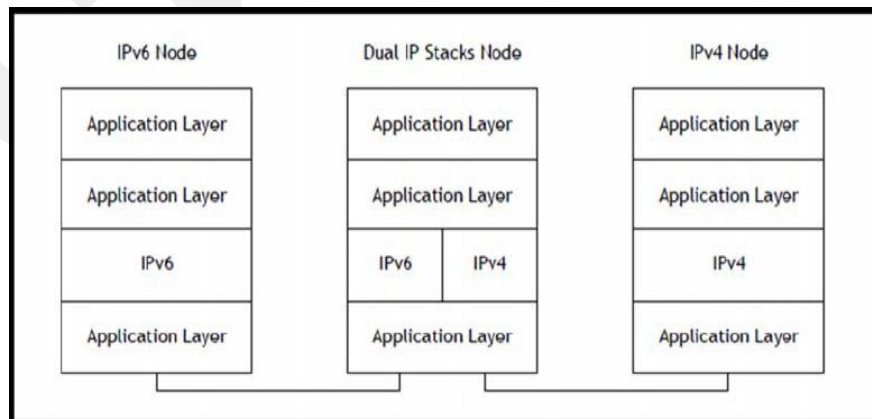 IPv6 Node
Dual IP Stacks Node
IPv4 Node
Application Layer
Application Layer
Application Layer
Application Layer
Application Layer
Application Layer
IPv6
IPv6
IPv4
IPv4
Application Layer
Application Layer
Application Layer